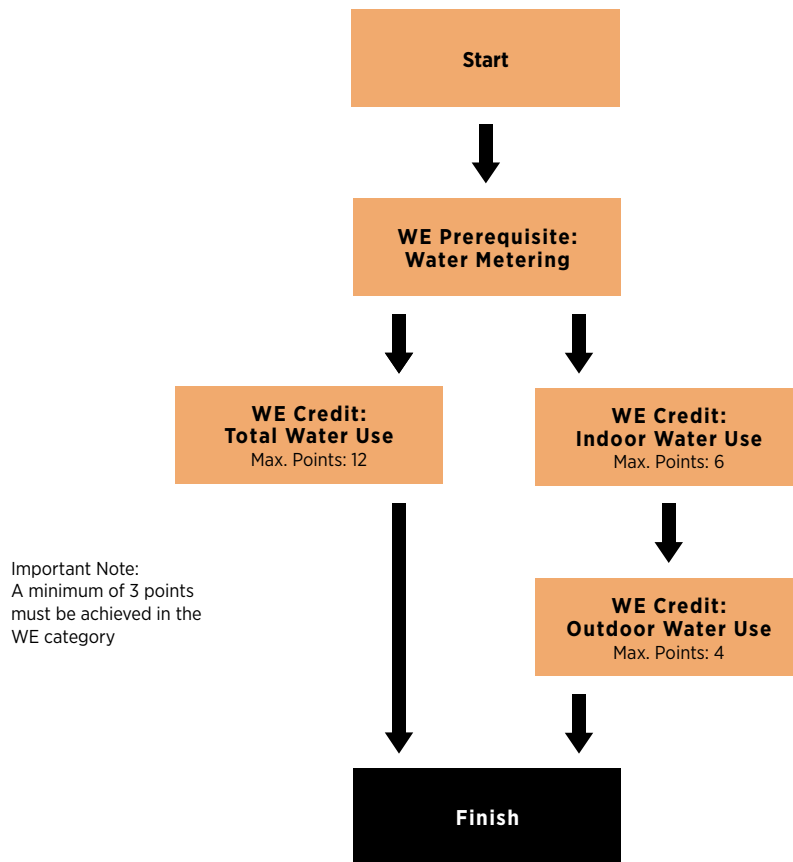 Start
WE Prerequisite:
Water Metering
WE Credit:
Total Water Use
Max. Points: 12
WE Credit:
Indoor Water Use
Max. Points: 6
Important Note:
A minimum of 3 points
must be achieved in the
WE category
WE Credit:
Outdoor Water Use
Max. Points: 4
Finish